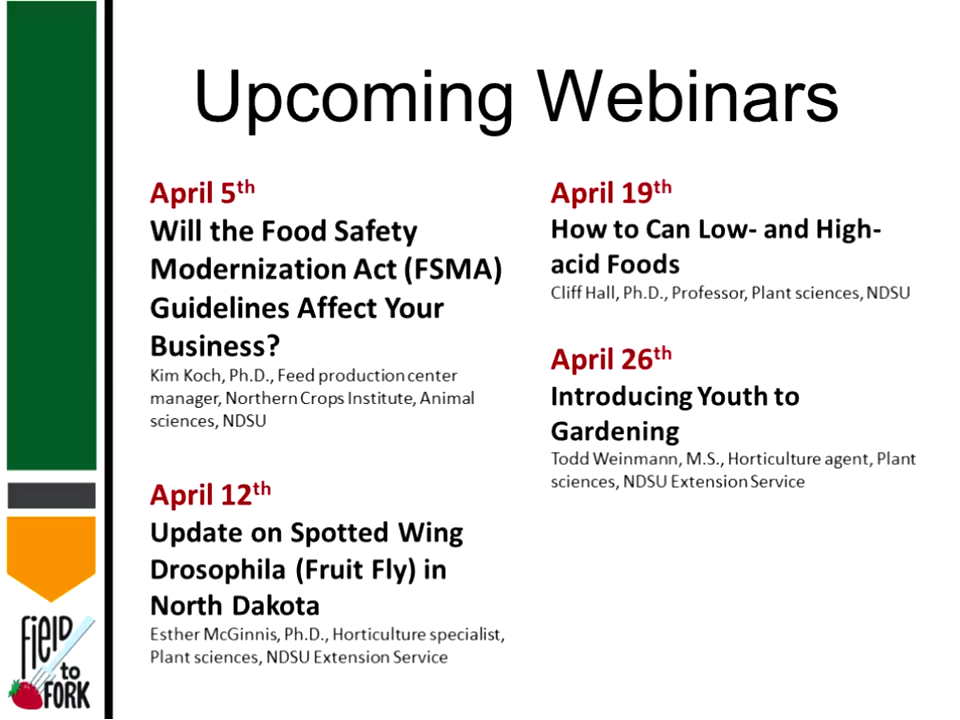 Upcoming Webinars
April 5th
Will the Food Safety
Modernization Act (FSMA)
Guidelines Affect Your
Business?
Kim Koch, Ph.D., Feed production center
manager, Northern Crops Institute, Animal
sciences, NDSU
April 12th
Update on Spotted Wing
Drosophila (Fruit Fly) in
North Dakota
Esther McGinnis, Ph.D., Horticulture specialist,
Plant sciences, NDSU Extension Service
April 19th
How to Can Low- and High-
acid Foods
Cliff Hall, Ph.D., Professor, Plant sciences, NDSU
April 26th
Introducing Youth to
Gardening
Todd Weinmann, M.S., Horticulture agent, Plant
sciences, NDSU Extension Service
FiELD
to
FORK